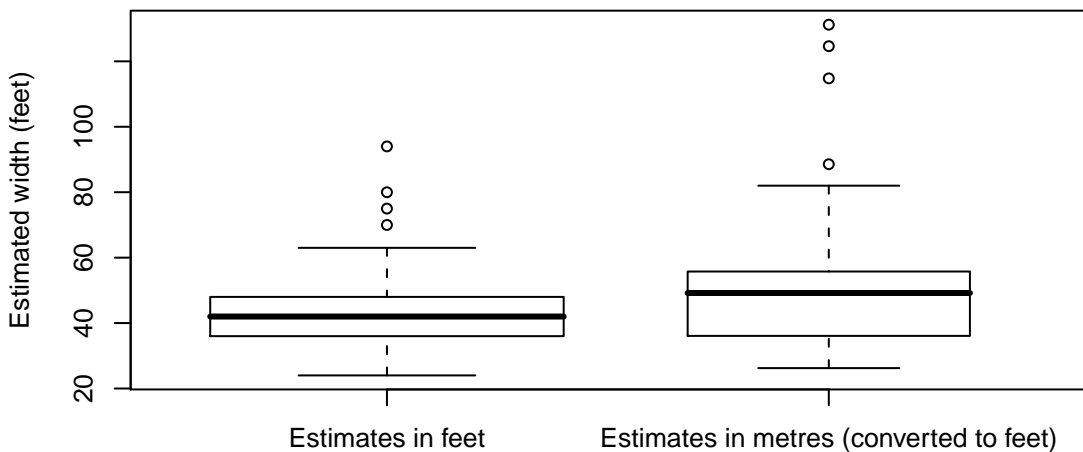 Estimated width (feet)
100
80
60
40
20
Estimates in feet
Estimates in metres (converted to feet)